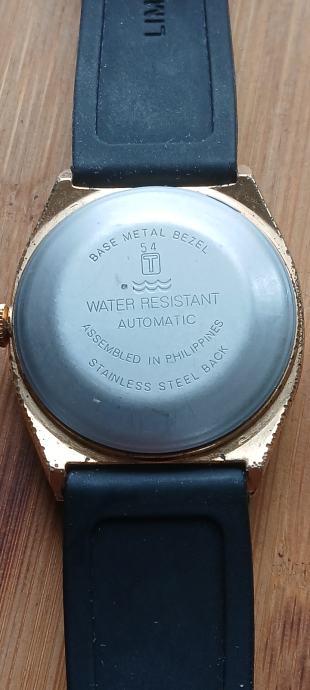 LIM
BASE METAL BEZEL
54
T
WATER RESISTANT
AUTOMATIC
ASSEMBLED IN PHILIPPINES
STAINLESS STEEL BACK